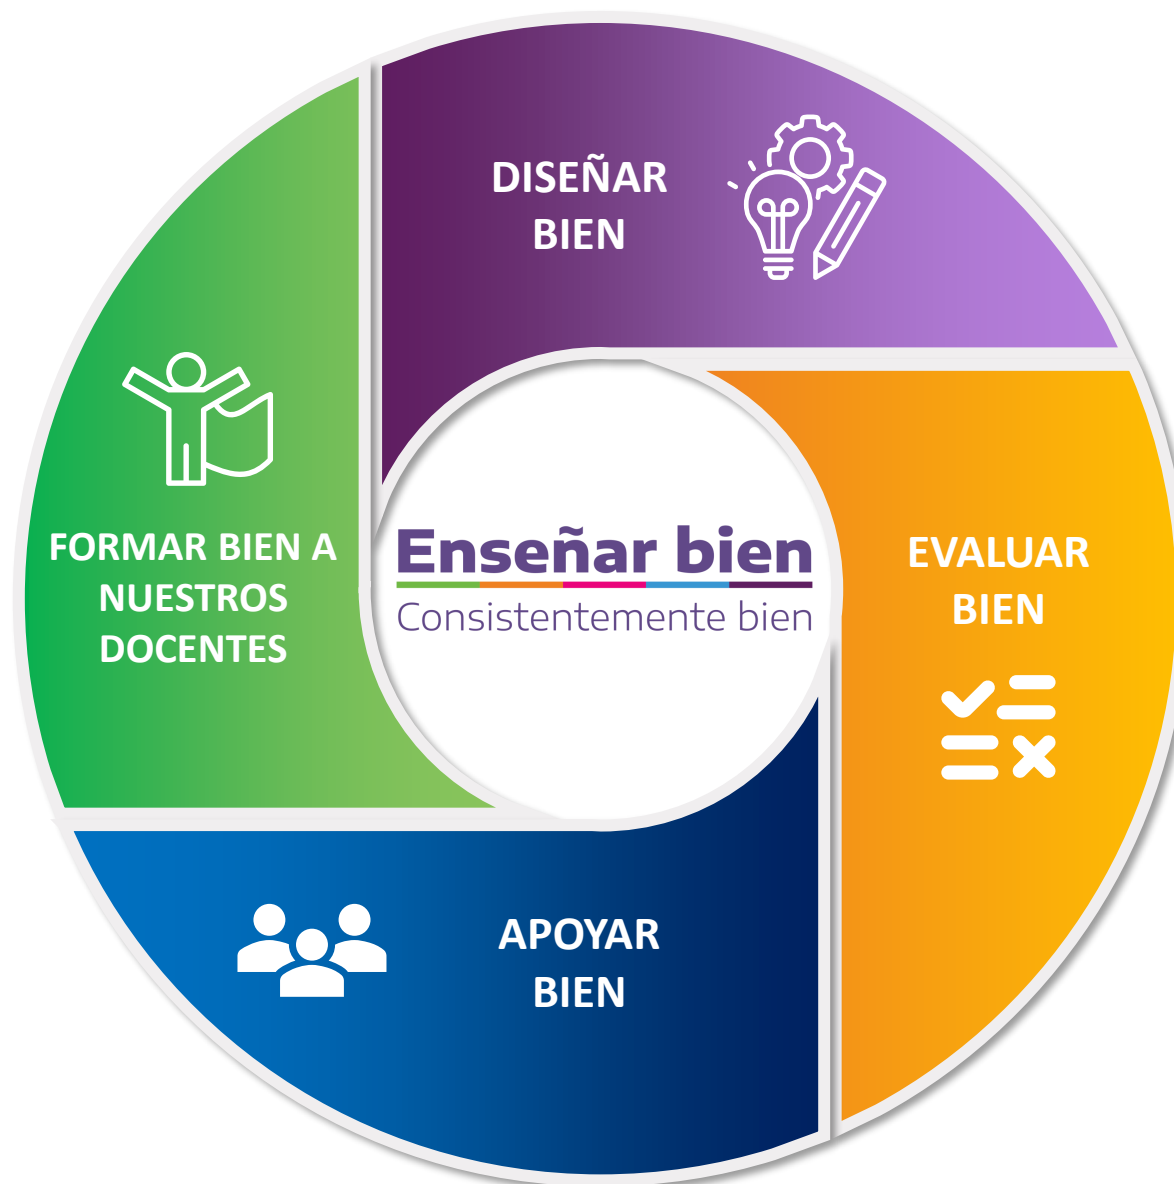 DISEÑAR
BIEN
EVALUAR
BIEN
APOYAR
BIEN
FORMAR BIEN A
NUESTROS
DOCENTES
Enseñar bien
Consistentemente bien